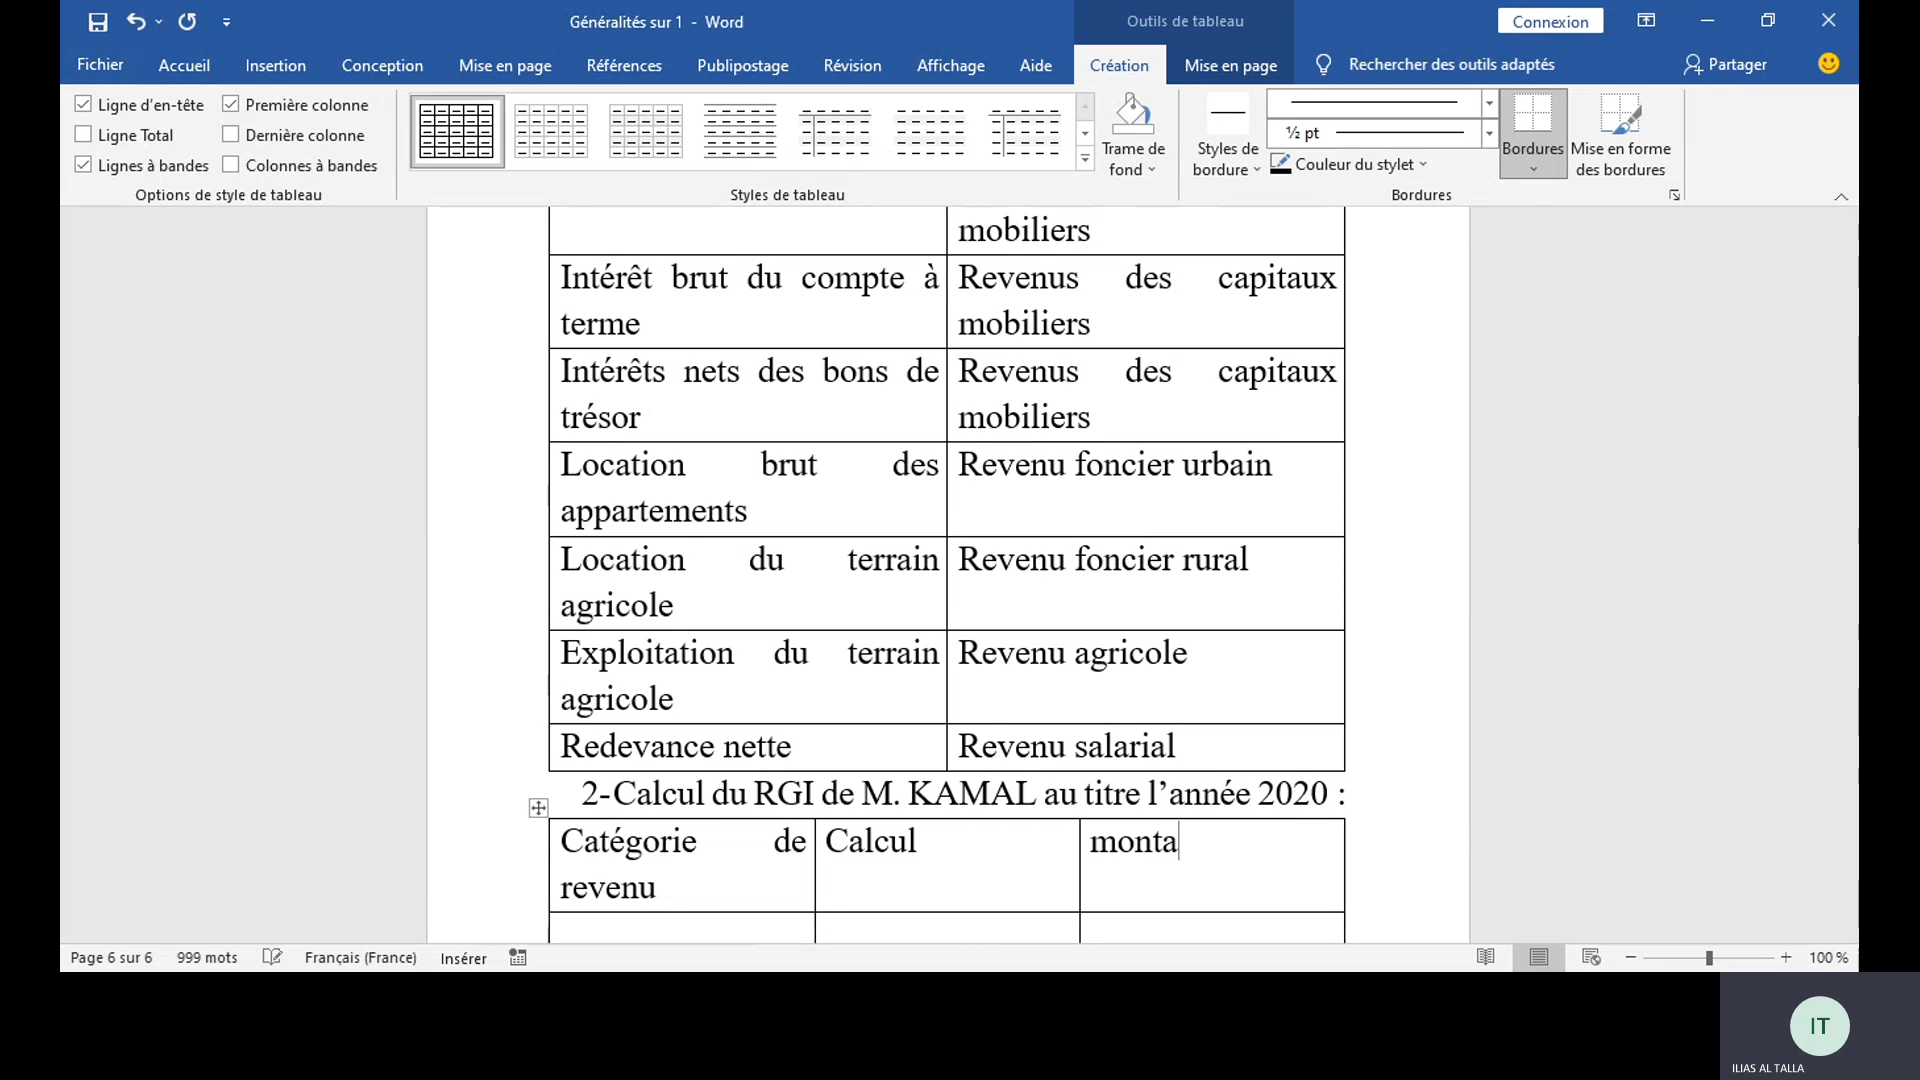 Généralités sur 1 - Word
Outils de tableau
Connexion
Fichier Accueil Insertion Conception Mise en page Références Publipostage Révision Affichage Aide Création Mise en page Rechercher des outils adaptés Partager
Ligne d'en-tête
Première colonne
Ligne Total
Dernière colonne
Lignes à bandes
Colonnes à bandes
Options de style de tableau
Styles de tableau
Trame de
fond
Styles de
bordure
½ pt
Couleur du stylet
Bordures
Mise en forme
des bordures
Bordures
mobiliers
Intérêt brut du compte à
terme
Revenus des capitaux
mobiliers
Intérêts nets des bons de
trésor
Revenus des capitaux
mobiliers
Location brut des
appartements
Revenu foncier urbain
Location du terrain
agricole
Revenu foncier rural
Exploitation du terrain
agricole
Revenu agricole
Redevance nette
Revenu salarial
2-Calcul du RGI de M. KAMAL au titre l’année 2020 :
Catégorie de
revenu
Calcul
monta
Page 6 sur 6 999 mots Français (France) Insérer 100 %
IT
ILIAS AL TALLA